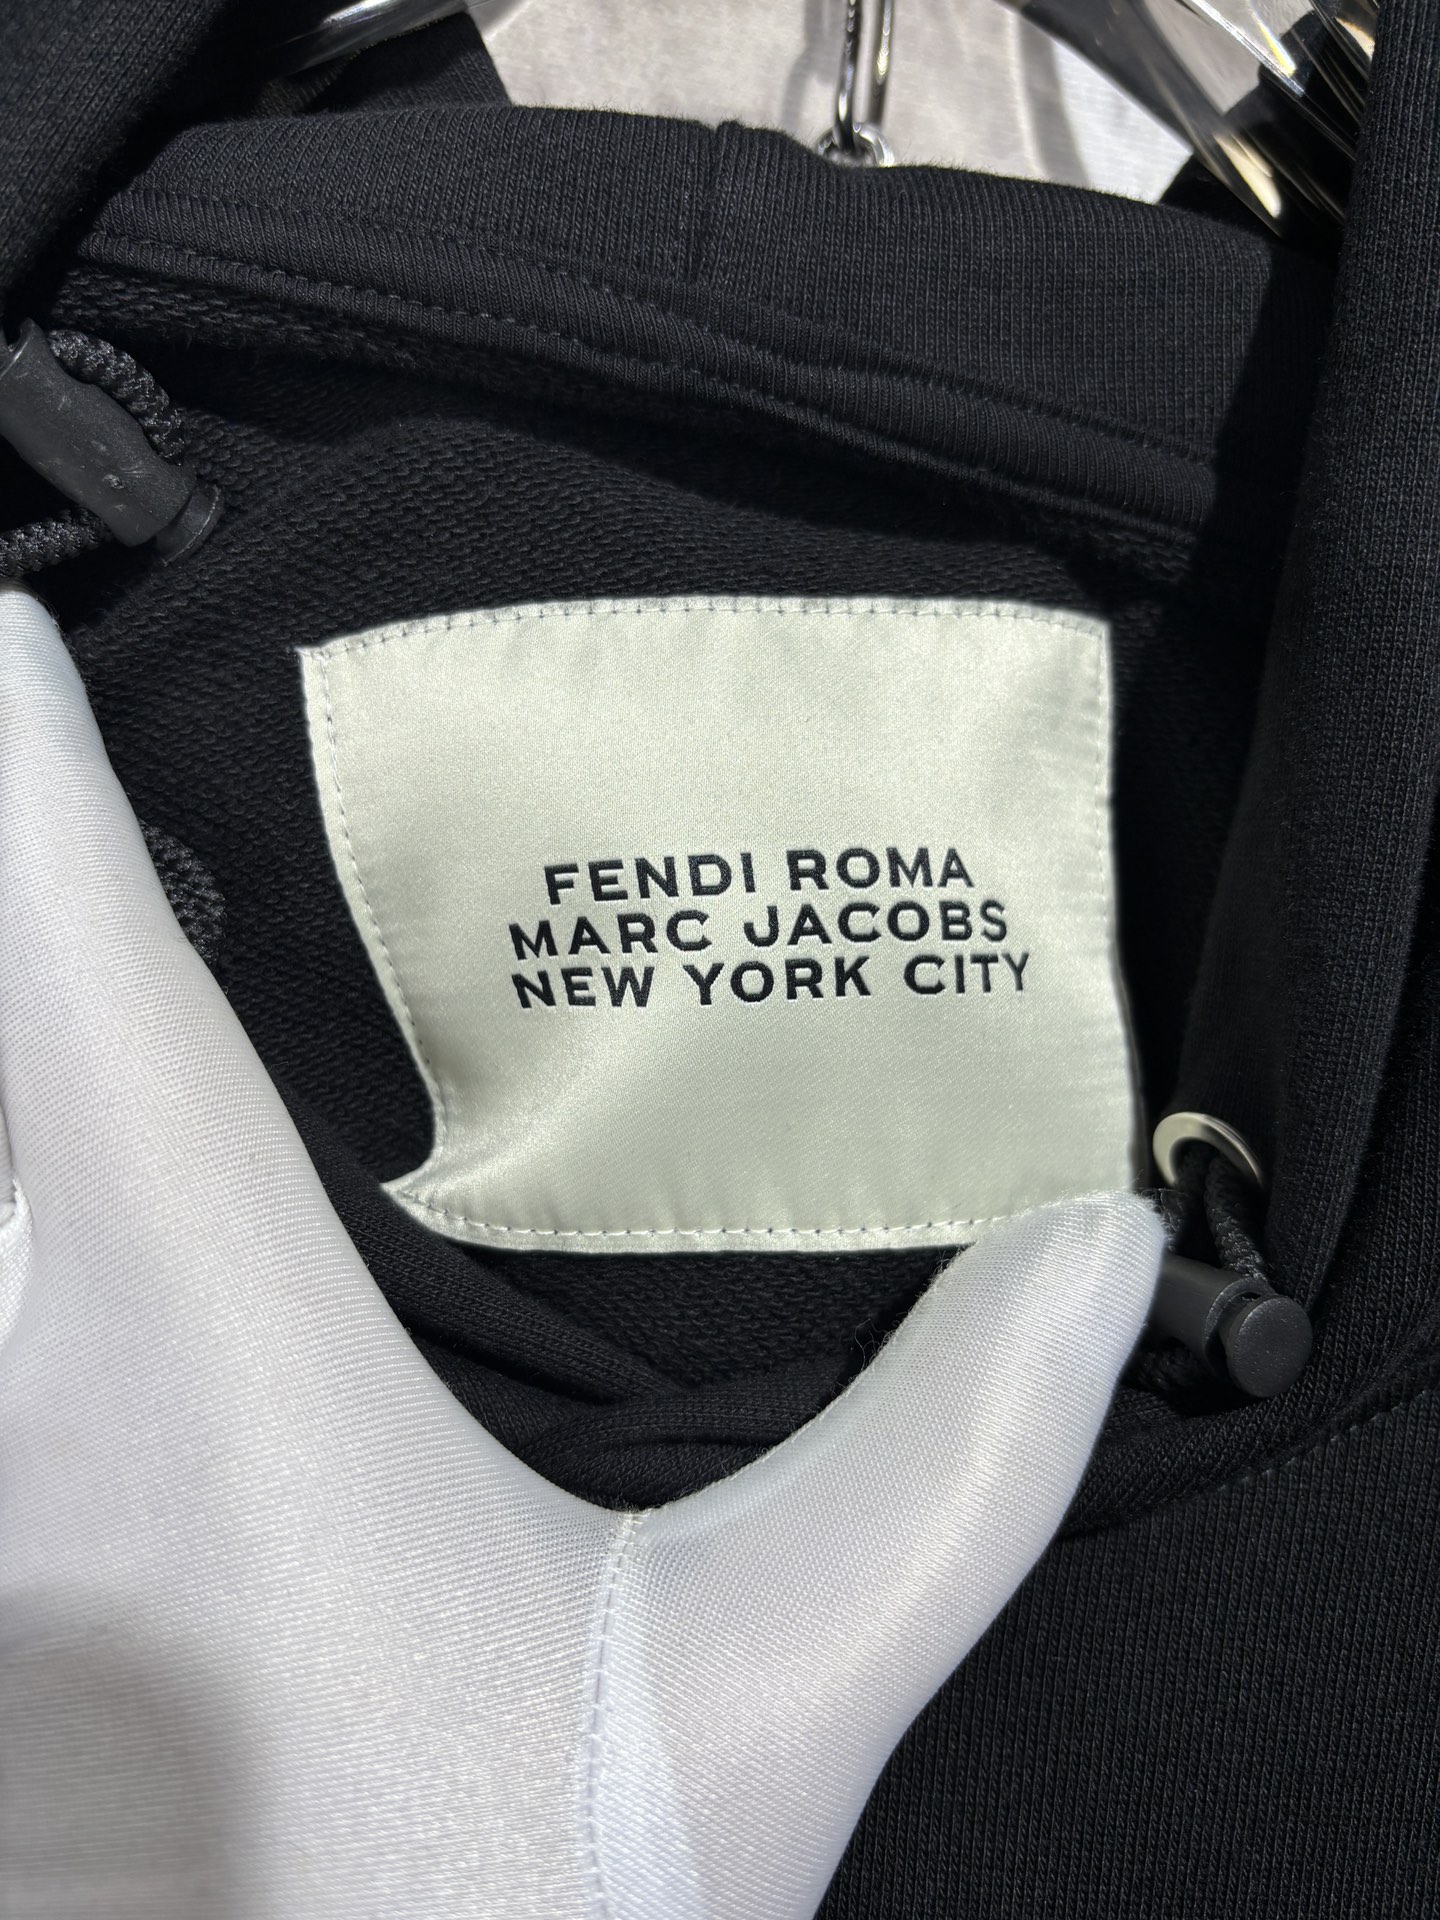 FENDI ROMA
MARC JACOBS
NEW YORK CITY